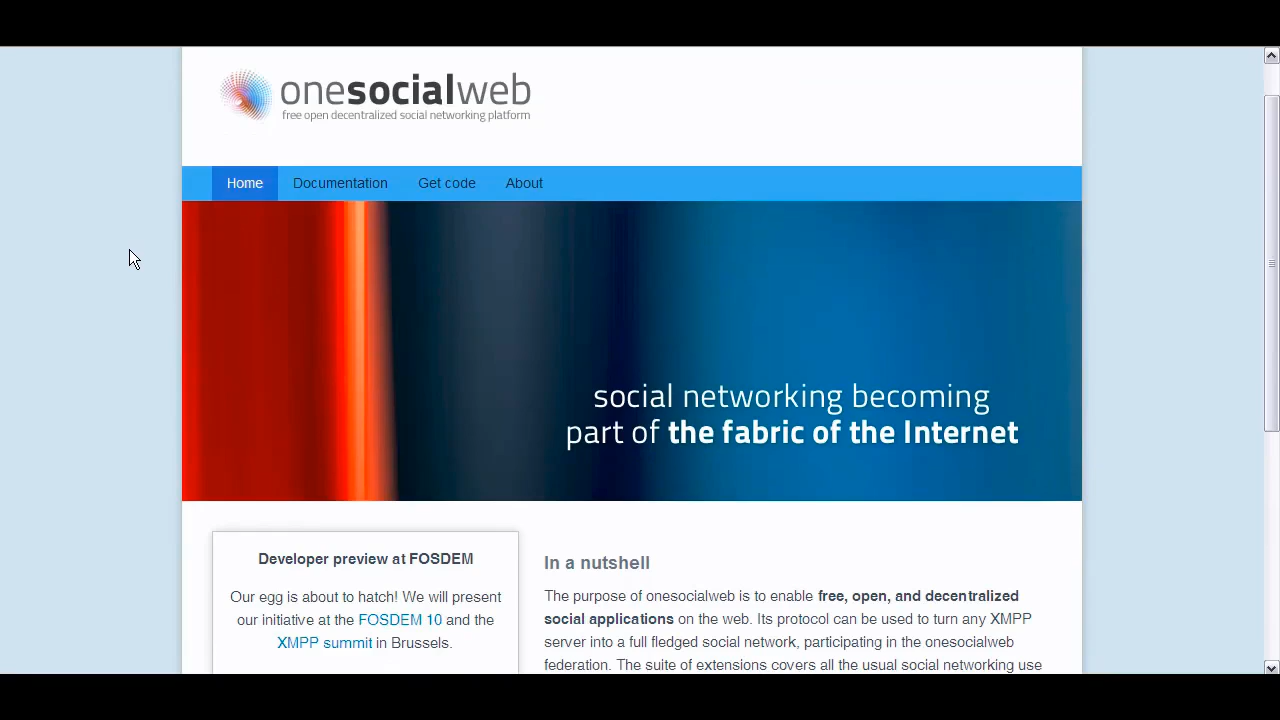 onesocialweb
free open decentralized social networking platform
Home Documentation Get code About
social networking becoming
part of the fabric of the Internet
Developer preview at FOSDEM
Our egg is about to hatch! We will present
our initiative at the FOSDEM 10 and the
XMPP summit in Brussels.
In a nutshell
The purpose of onesocialweb is to enable free, open, and decentralized
social applications on the web. Its protocol can be used to turn any XMPP
server into a full fledged social network, participating in the onesocialweb
federation. The suite of extensions covers all the usual social networking use